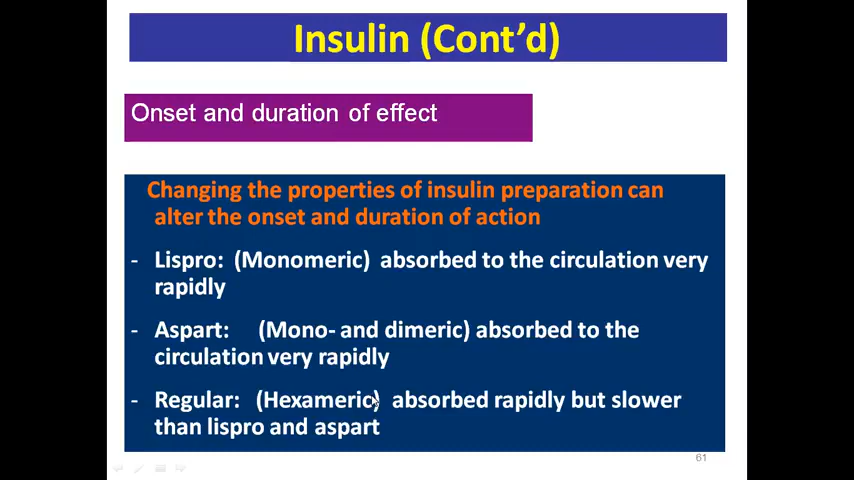 Insulin (Cont’d)
Onset and duration of effect
Changing the properties of insulin preparation can
alter the onset and duration of action
- Lispro: (Monomeric) absorbed to the circulation very
rapidly
- Aspart: (Mono- and dimeric) absorbed to the
circulation very rapidly
- Regular: (Hexameric) absorbed rapidly but slower
than lispro and aspart
61